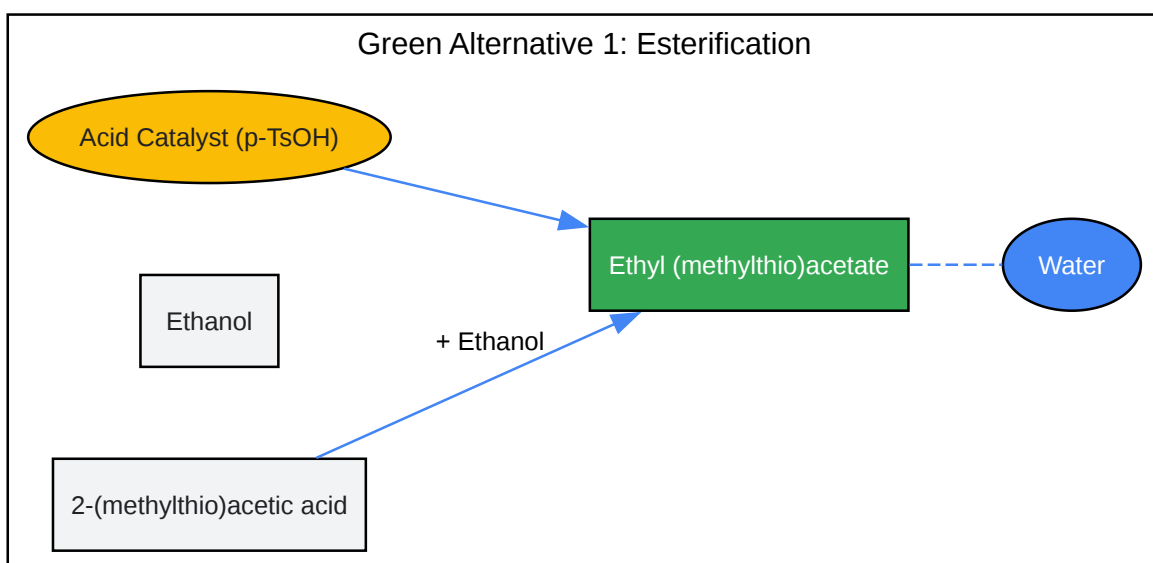 Green Alternative 1: Esterification
Acid Catalyst (p-TsOH)
Ethyl (methylthio)acetate
Water
Ethanol
+ Ethanol
2-(methylthio)acetic acid